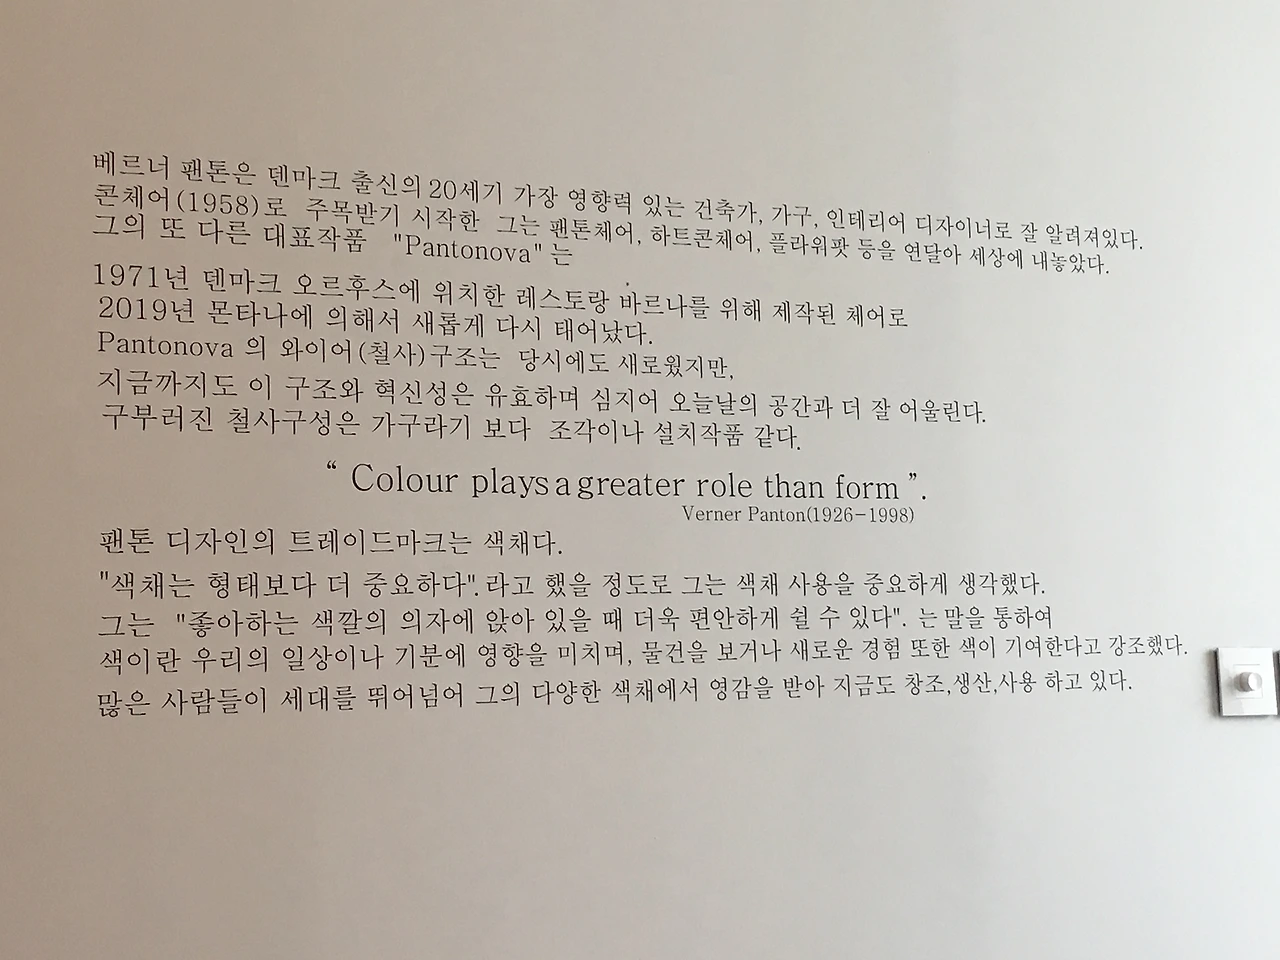 베르너 팬톤은 덴마크 출신의 20세기 가장 영향력 있는 건축가, 가구, 인테리어 디자이너로 잘 알려져있다.
콘체어(1958)로 주목받기 시작한 그는 팬톤체어, 하트콘체어, 플라워팟 등을 연달아 세상에 내놓았다.
그의 또 다른 대표작품 "Pantonova" 는
1971년 덴마크 오르후스에 위치한 레스토랑 바르나를 위해 제작된 체어로
2019년 몬타나에 의해서 새롭게 다시 태어났다.
Pantonova 의 와이어(철사)구조는 당시에도 새로웠지만,
지금까지도 이 구조와 혁신성은 유효하며 심지어 오늘날의 공간과 더 잘 어울린다.
구부러진 철사구성은 가구라기 보다 조각이나 설치작품 같다.
“ Colour plays a greater role than form ”.
Verner Panton(1926-1998)
팬톤 디자인의 트레이드마크는 색채다.
"색채는 형태보다 더 중요하다". 라고 했을 정도로 그는 색채 사용을 중요하게 생각했다.
그는 "좋아하는 색깔의 의자에 앉아 있을 때 더욱 편안하게 쉴 수 있다". 는 말을 통하여
색이란 우리의 일상이나 기분에 영향을 미치며, 물건을 보거나 새로운 경험 또한 색이 기여한다고 강조했다.
많은 사람들이 세대를 뛰어넘어 그의 다양한 색채에서 영감을 받아 지금도 창조,생산,사용 하고 있다.